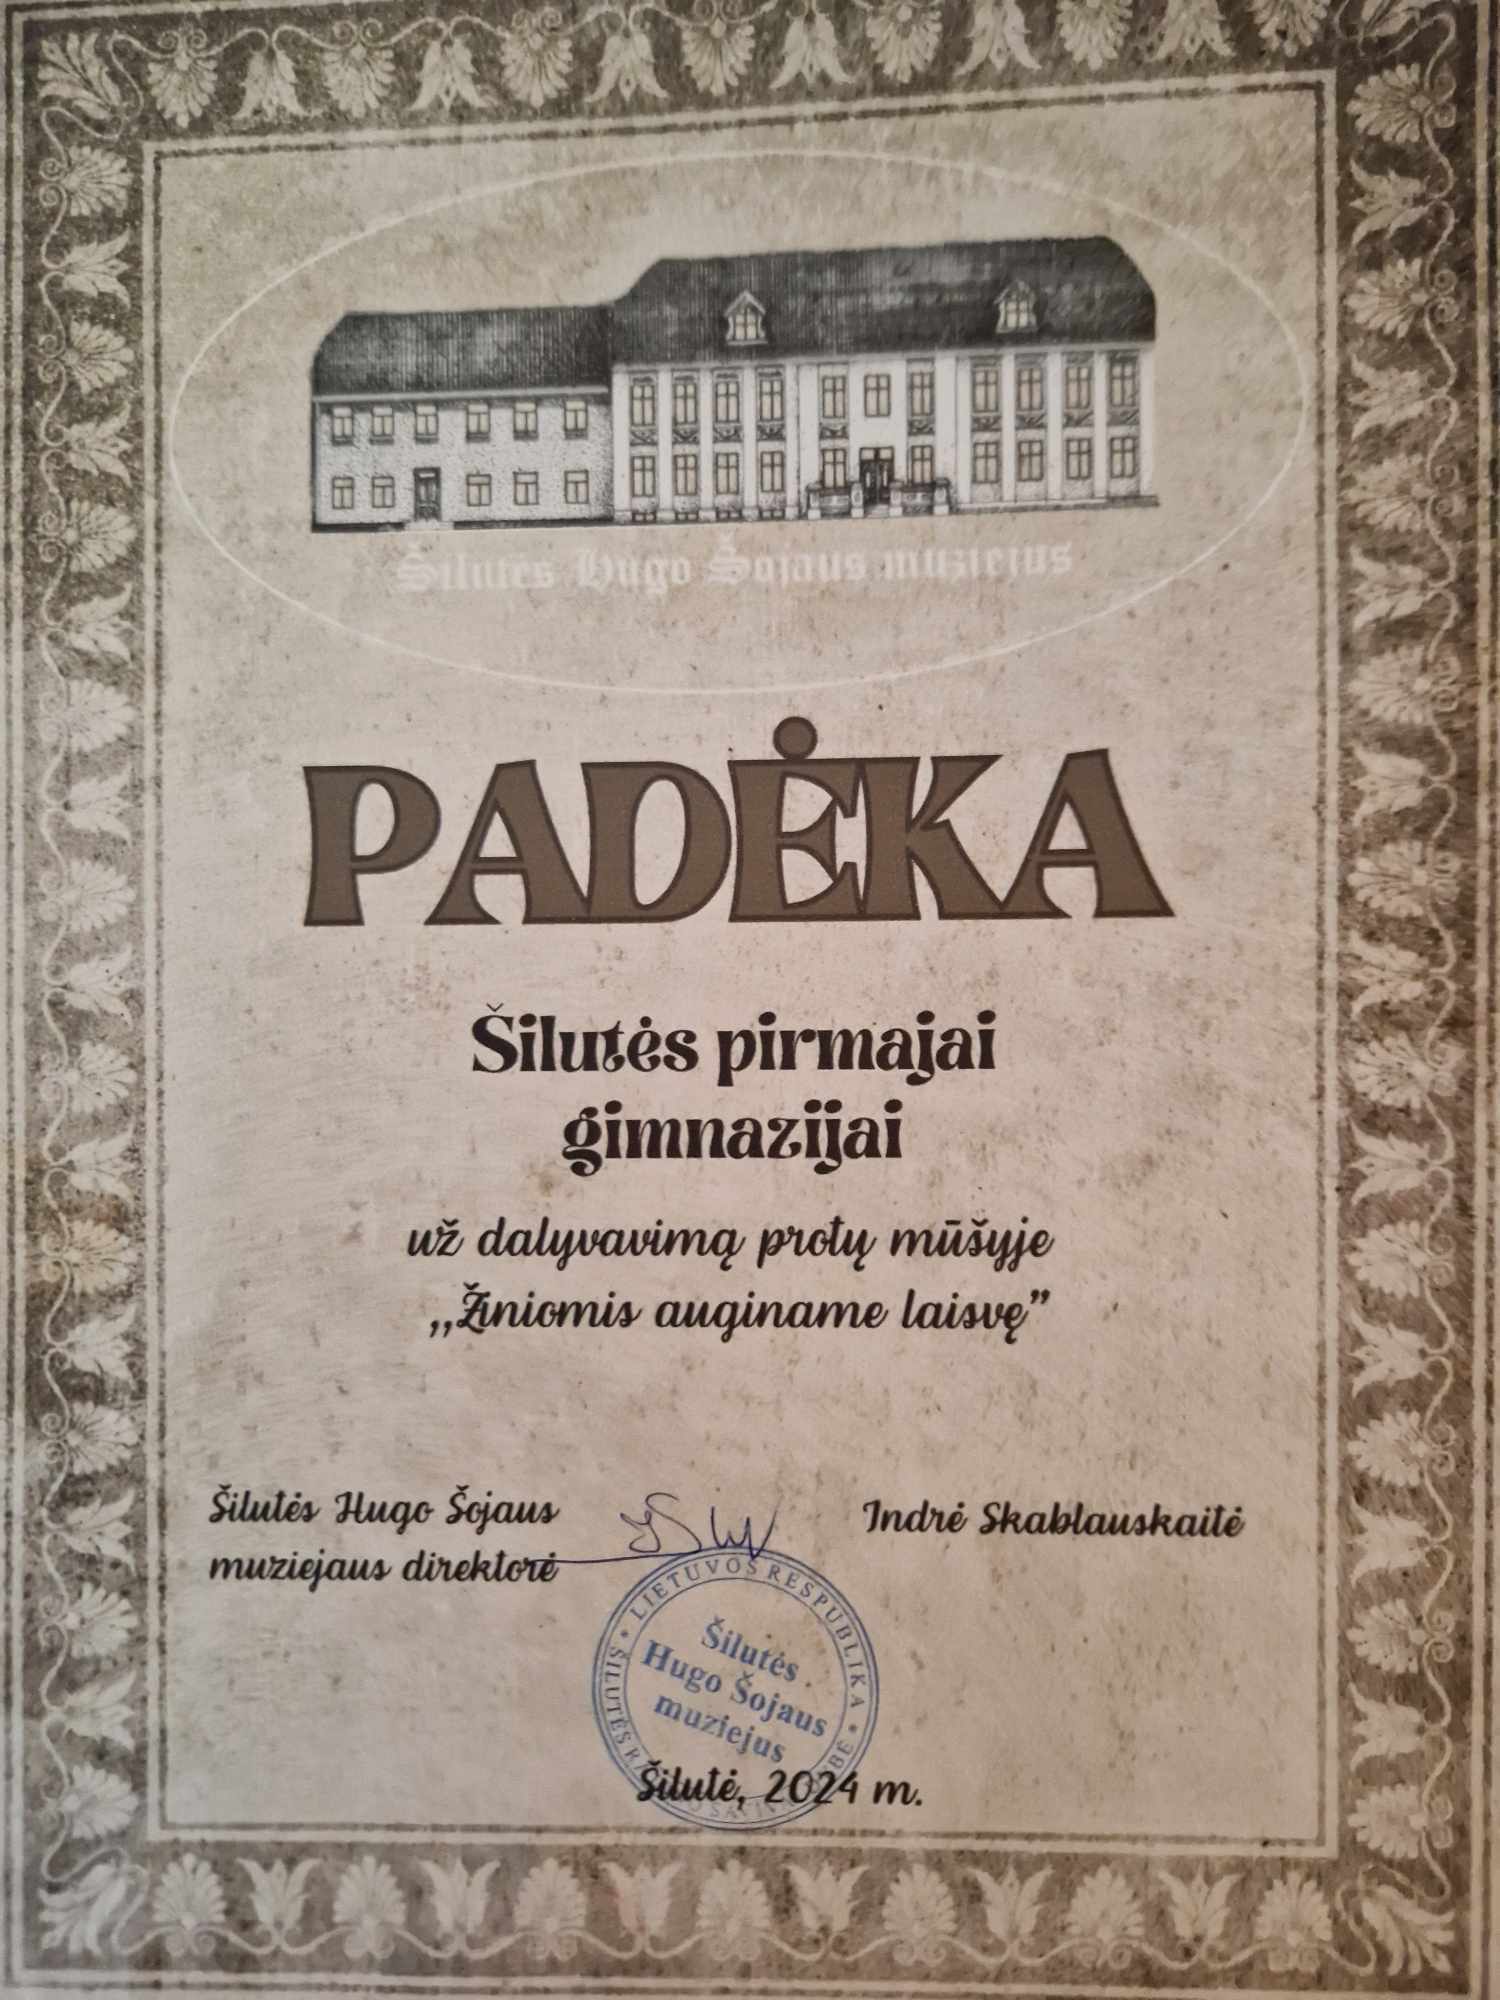 Šilutės Hugo Šojaus muziejus
PADĖKA
Šilutės pirmajai
gimnazijai
už dalyvavimą protų mūšyje
,,Žiniomis auginame laisvę”
Šilutės Hugo Šojaus
muziejaus direktorė
Indrė Skablauskaitė
LIETUVOS RESPUBLIKA
Šilutės
Hugo Šojaus
muziejus
ŠILUTĖS
Šilutė, 2024 m.